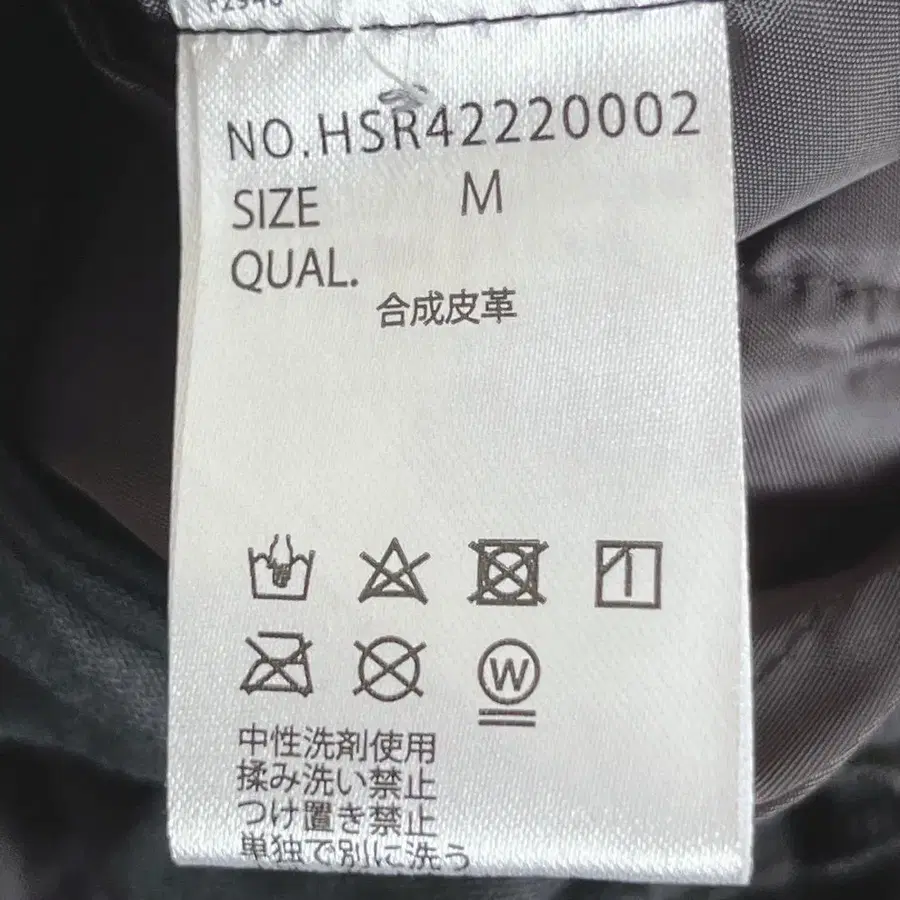 NO.HSR42220002
SIZE M
QUAL.
合成皮革
W
中性洗剤使用
揉み洗い禁止
つけ置き禁止
単独で別に洗う